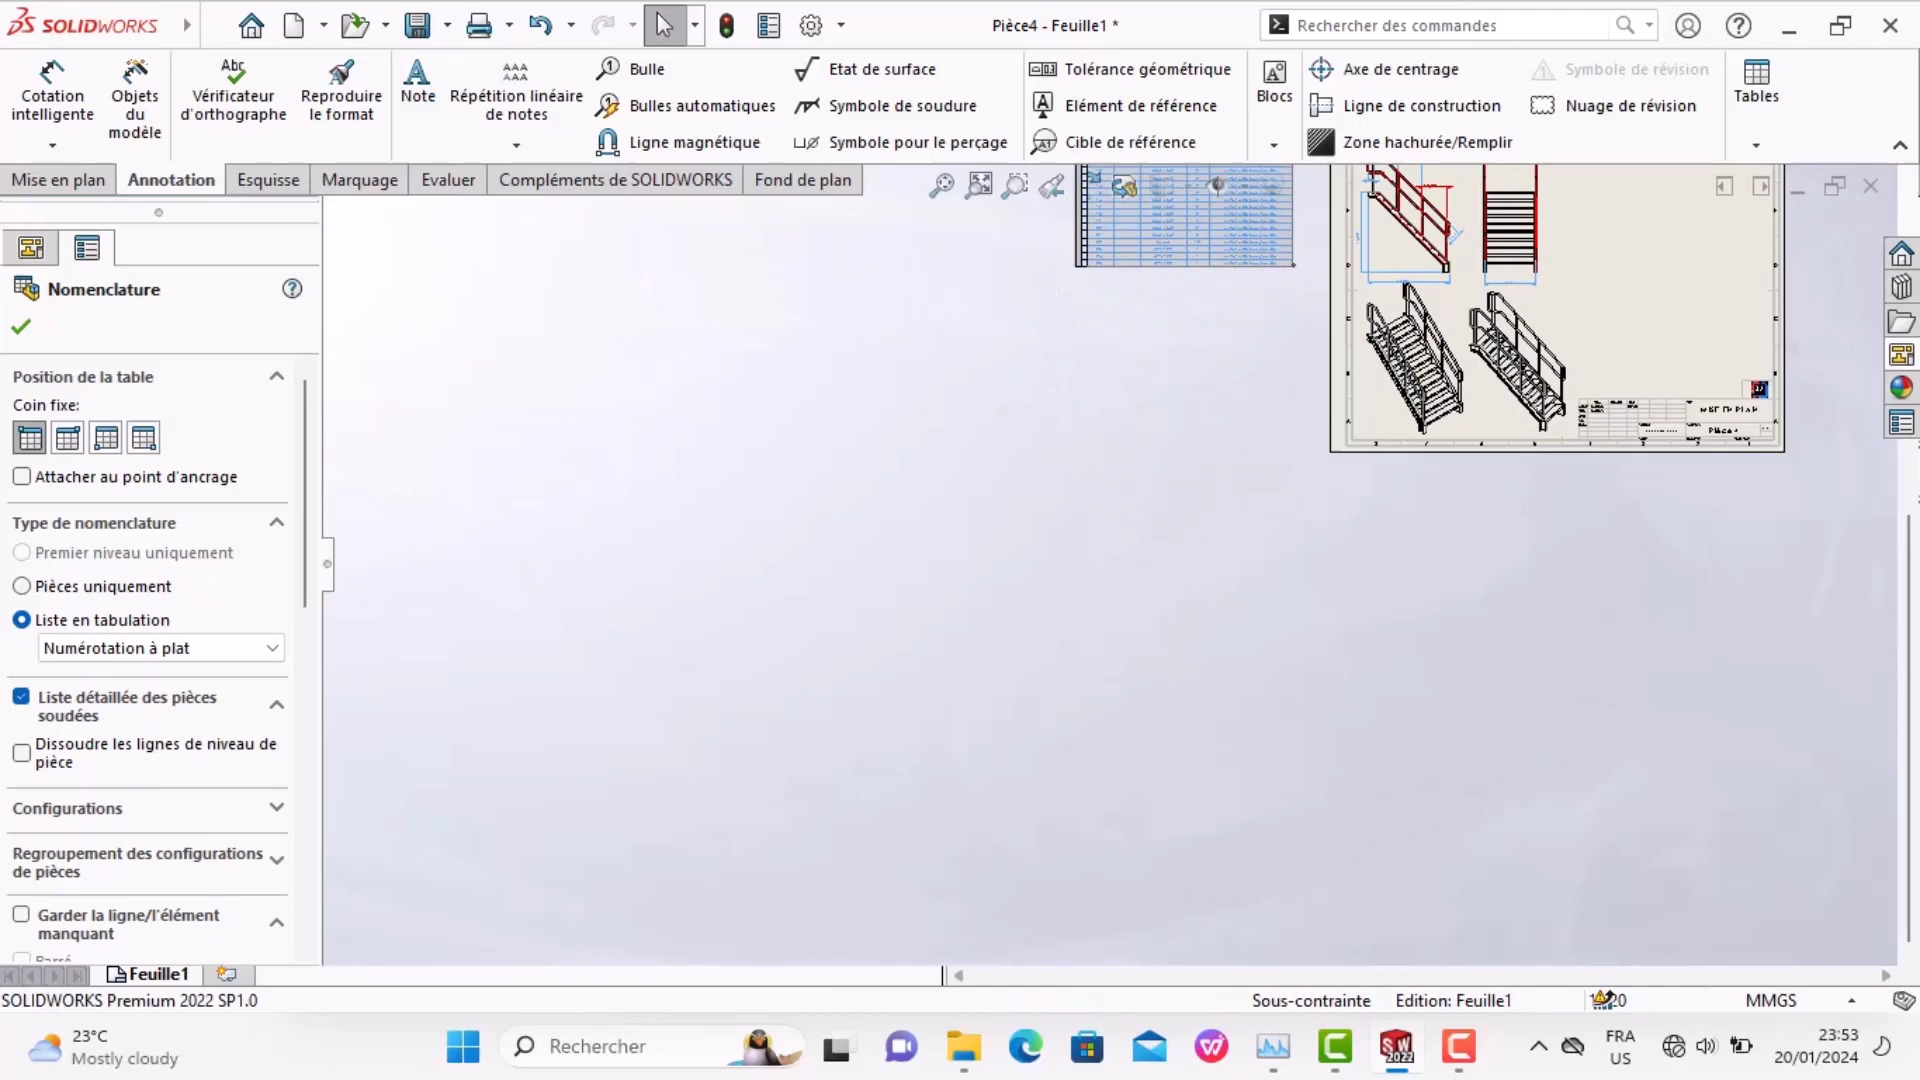 SOLIDWORKS
Pièce4 - Feuille1 *
Rechercher des commandes
Cotation intelligente
Objets du modèle
Abc
Vérificateur d'orthographe
Reproduire le format
Note
Répétition linéaire de notes
Bulle
Bulles automatiques
Ligne magnétique
Etat de surface
Symbole de soudure
Symbole pour le perçage
Tolérance géométrique
Elément de référence
Cible de référence
Blocs
Axe de centrage
Ligne de construction
Zone hachurée/Remplir
Symbole de révision
Nuage de révision
Tables
Mise en plan
Annotation
Esquisse
Marquage
Evaluer
Compléments de SOLIDWORKS
Fond de plan
Nomenclature
Position de la table
Coin fixe:
Attacher au point d'ancrage
Type de nomenclature
Premier niveau uniquement
Pièces uniquement
Liste en tabulation
Numérotation à plat
Liste détaillée des pièces
soudées
Dissoudre les lignes de niveau de
pièce
Configurations
Regroupement des configurations
de pièces
Garder la ligne/l'élément
manquant
Barré
MISE EN PLAN
Pièce4
Feuille1
SOLIDWORKS Premium 2022 SP1.0
Sous-contrainte
Edition: Feuille1
MMGS
23°C
Mostly cloudy
Rechercher
FRA
US
23:53
20/01/2024